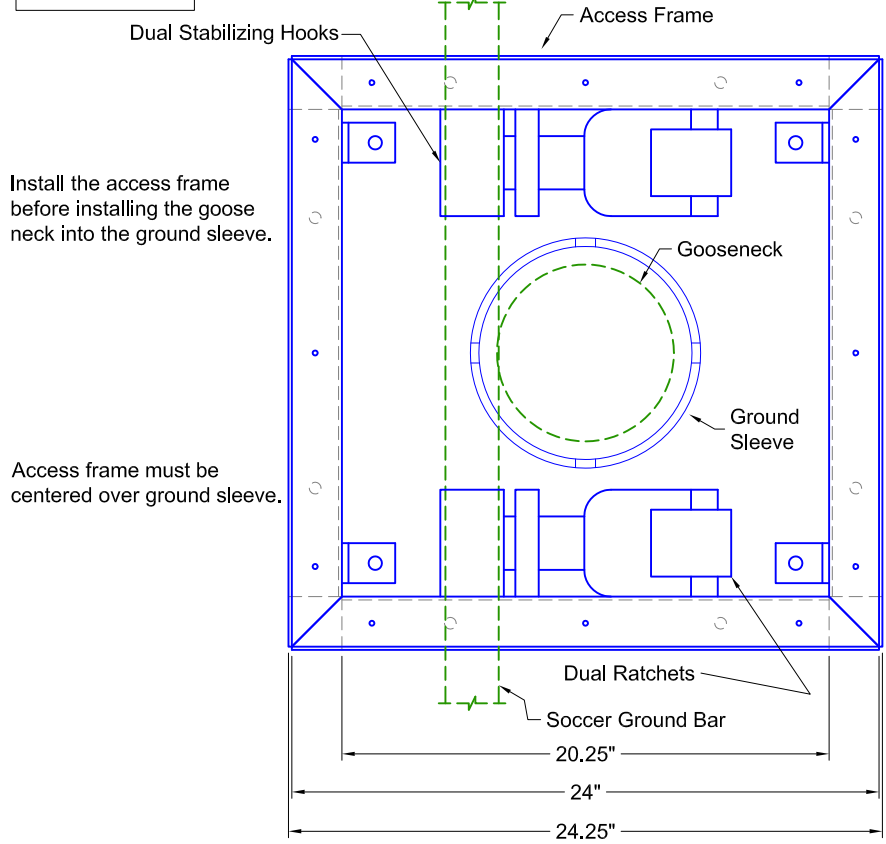 Access Frame
Dual Stabilizing Hooks
Install the access frame
before installing the goose
neck into the ground sleeve.
Gooseneck
Ground
Sleeve
Access frame must be
centered over ground sleeve.
Dual Ratchets
Soccer Ground Bar
20.25"
24"
24.25"